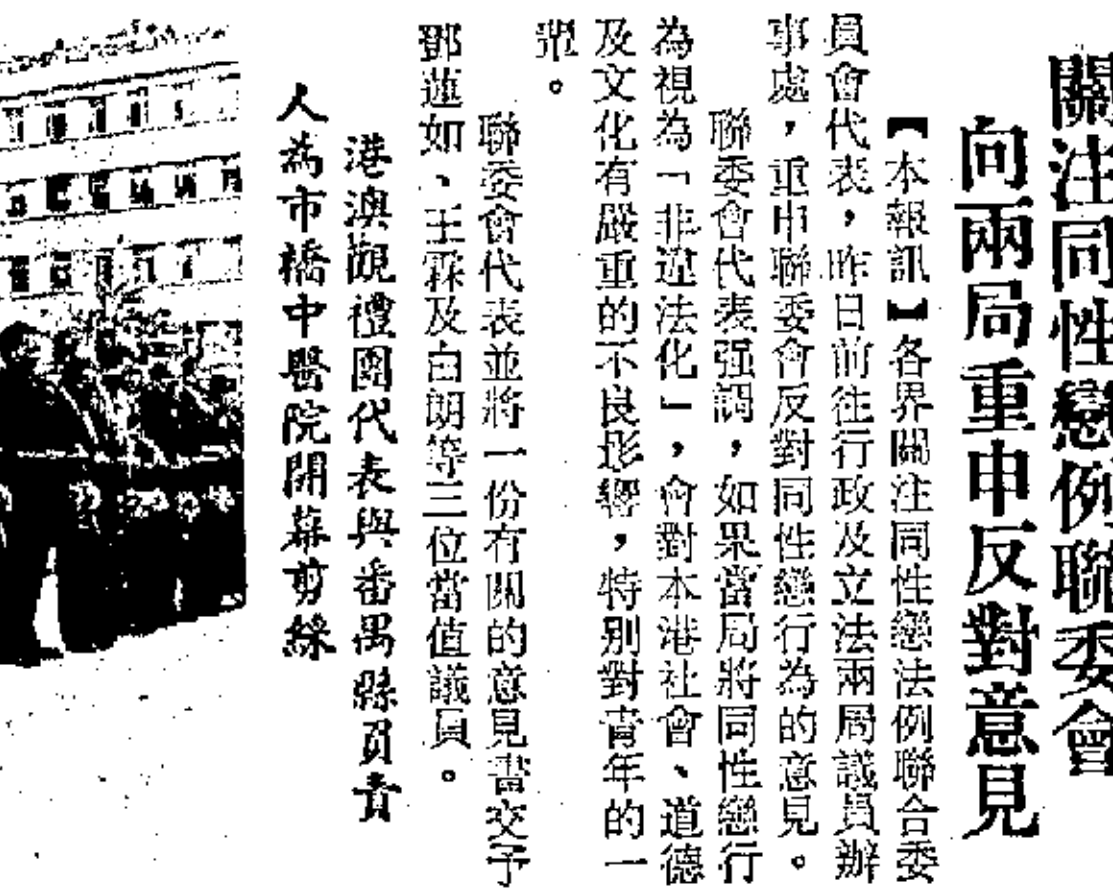 關注同性戀例聯委會
向兩局重申反對意見
【本報訊】各界關注同性戀法例聯合委
員會代表，昨日前往行政及立法兩局議員辦
事處，重申聯委會反對同性戀行為的意見。
聯委會代表强調，如果當局將同性戀行
為視為「非違法化」，會對本港社會、道德
及文化有嚴重的不良影響，特別對青年的一
羣。
聯委會代表並將一份有關的意見書交予
鄧蓮如、王霖及白朗等三位當值議員。
港澳觀禮團代表與番禺縣負責
人為市橋中醫院開幕剪綵